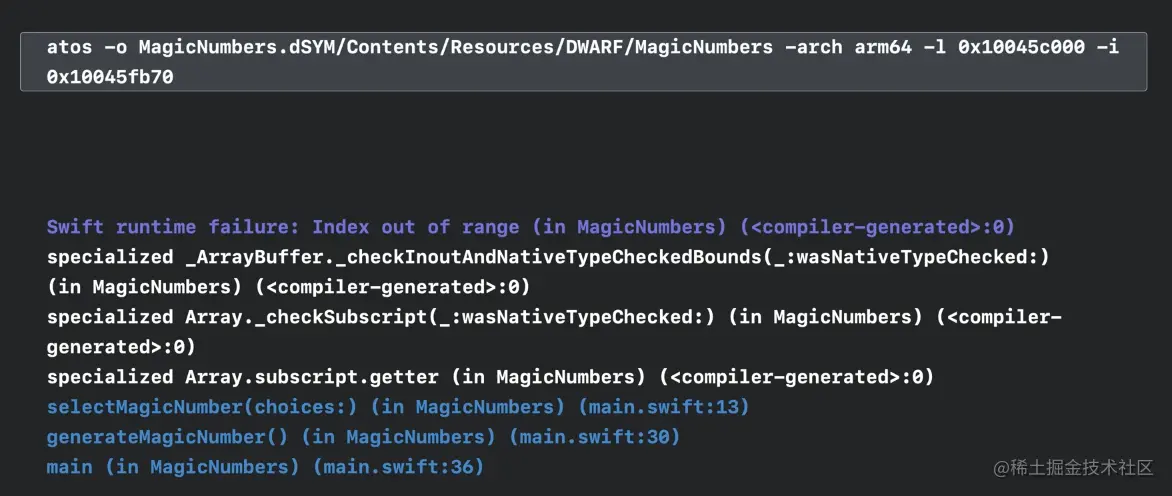 atos -o MagicNumbers.dSYM/Contents/Resources/DWARF/MagicNumbers -arch arm64 -l 0x10045c000 -i
0x10045fb70
Swift runtime failure: Index out of range (in MagicNumbers) (<compiler-generated>:0)
specialized _ArrayBuffer._checkInoutAndNativeTypeCheckedBounds(_:wasNativeTypeChecked:)
(in MagicNumbers) (<compiler-generated>:0)
specialized Array._checkSubscript(_:wasNativeTypeChecked:) (in MagicNumbers) (<compiler-
generated>:0)
specialized Array.subscript.getter (in MagicNumbers) (<compiler-generated>:0)
selectMagicNumber(choices:) (in MagicNumbers) (main.swift:13)
generateMagicNumber() (in MagicNumbers) (main.swift:30)
main (in MagicNumbers) (main.swift:36)
@稀土掘金技术社区